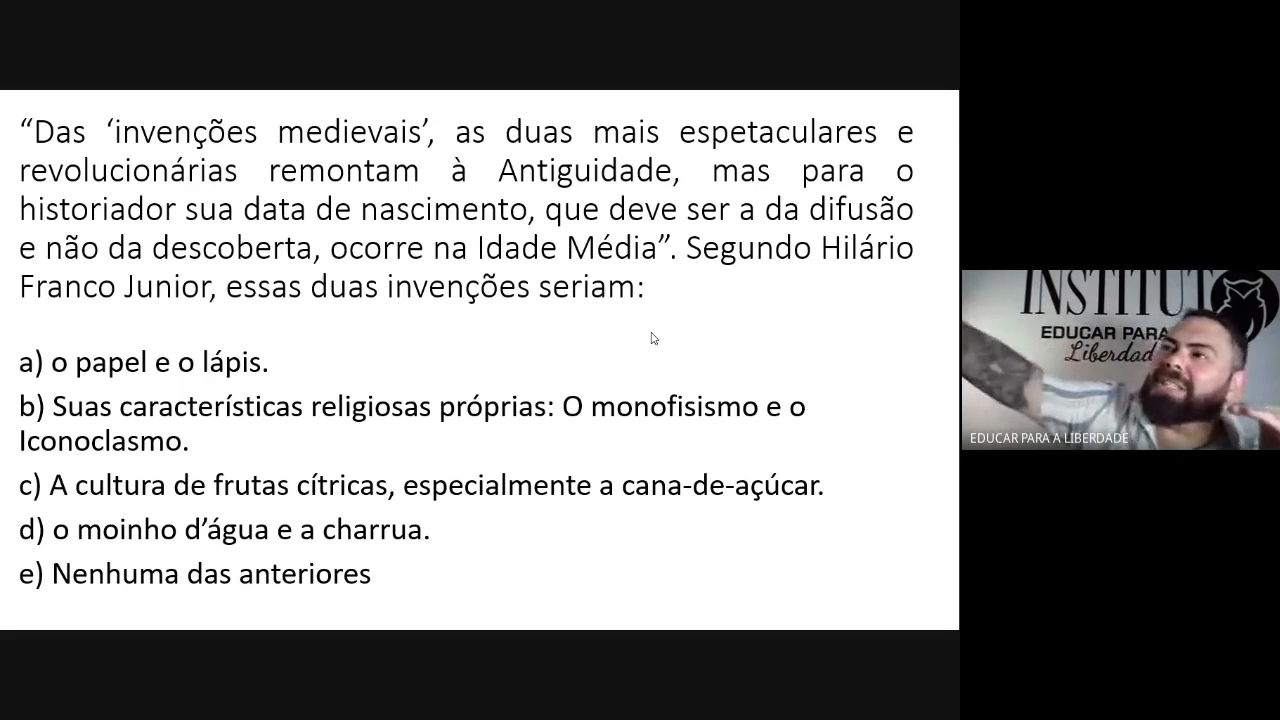 “Das ‘invenções medievais’, as duas mais espetaculares e
revolucionárias remontam à Antiguidade, mas para o
historiador sua data de nascimento, que deve ser a da difusão
e não da descoberta, ocorre na Idade Média”. Segundo Hilário
Franco Junior, essas duas invenções seriam:
a) o papel e o lápis.
b) Suas características religiosas próprias: O monofisismo e o
Iconoclasmo.
c) A cultura de frutas cítricas, especialmente a cana-de-açúcar.
d) o moinho d’água e a charrua.
e) Nenhuma das anteriores
INSTITUT
EDUCAR PARA
Liberdad
EDUCAR PARA A LIBERDADE